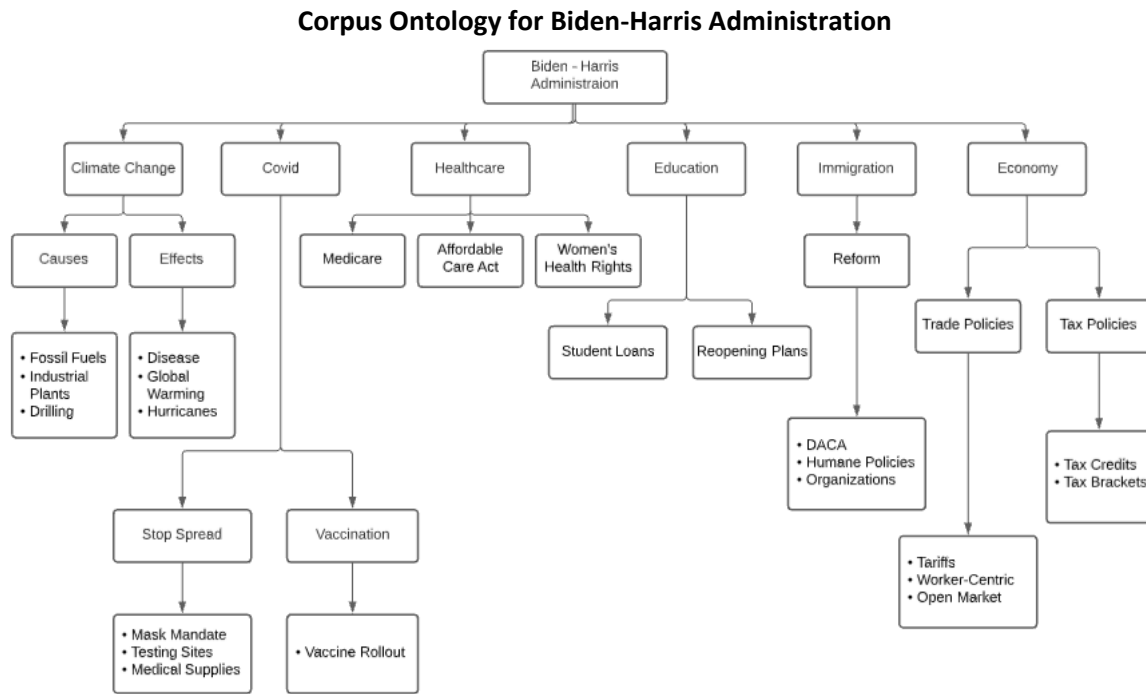 Corpus Ontology for Biden-Harris Administration
Biden - Harris
Administraion
Climate Change
Covid
Healthcare
Education
Immigration
Economy
Causes
Effects
Medicare
Affordable
Care Act
Women's
Health Rights
Reform
Trade Policies
Tax Policies
Student Loans
Reopening Plans
• Fossil Fuels
• Industrial
Plants
• Drilling
• Disease
• Global
Warming
• Hurricanes
• DACA
• Humane Policies
• Organizations
• Tax Credits
• Tax Brackets
Stop Spread
Vaccination
• Tariffs
• Worker-Centric
• Open Market
• Mask Mandate
• Testing Sites
• Medical Supplies
• Vaccine Rollout